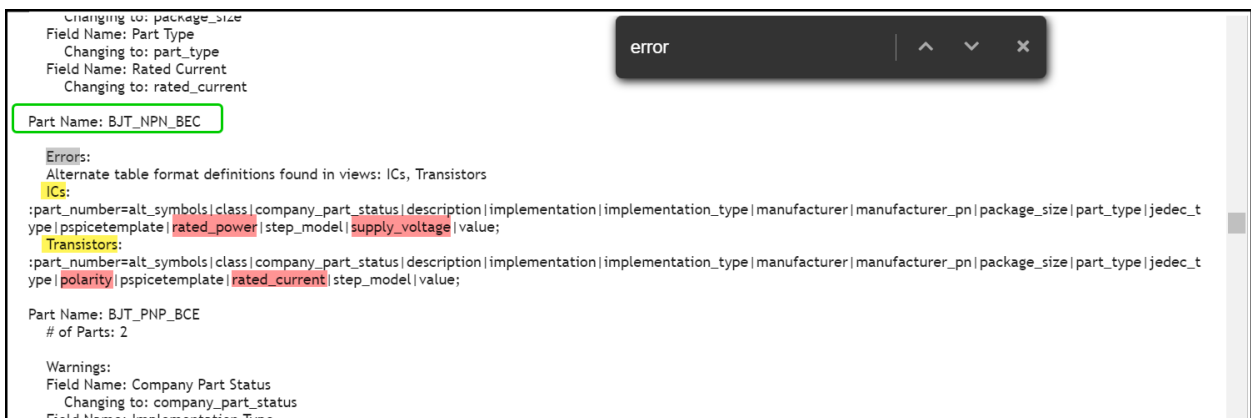 Changing to: package_size
Field Name: Part Type
Changing to: part_type
Field Name: Rated Current
Changing to: rated_current
error
Part Name: BJT_NPN_BEC
Errors:
Alternate table format definitions found in views: ICs, Transistors
ICs:
:part_number=alt_symbols|class|company_part_status|description|implementation|implementation_type|manufacturer|manufacturer_pn|package_size|part_type|jedec_t
ype|pspicetemplate|rated_power|step_model|supply_voltage|value;
Transistors:
:part_number=alt_symbols|class|company_part_status|description|implementation|implementation_type|manufacturer|manufacturer_pn|package_size|part_type|jedec_t
ype|polarity|pspicetemplate|rated_current|step_model|value;
Part Name: BJT_PNP_BCE
# of Parts: 2
Warnings:
Field Name: Company Part Status
Changing to: company_part_status
Field Name: Implementation Type